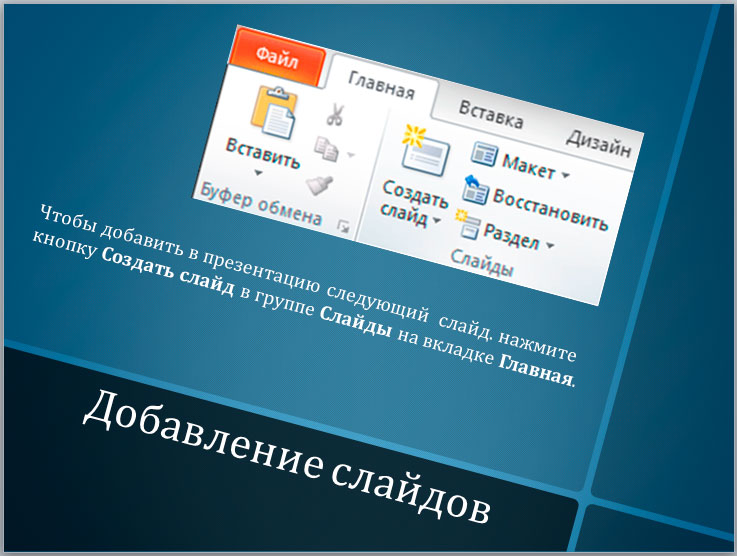 Файл
Главная
Вставка
Дизайн
Вставить
Буфер обмена
Создать
слайд
Макет
Восстановить
Раздел
Слайды
Чтобы добавить в презентацию следующий слайд, нажмите
кнопку Создать слайд в группе Слайды на вкладке Главная.
Добавление слайдов